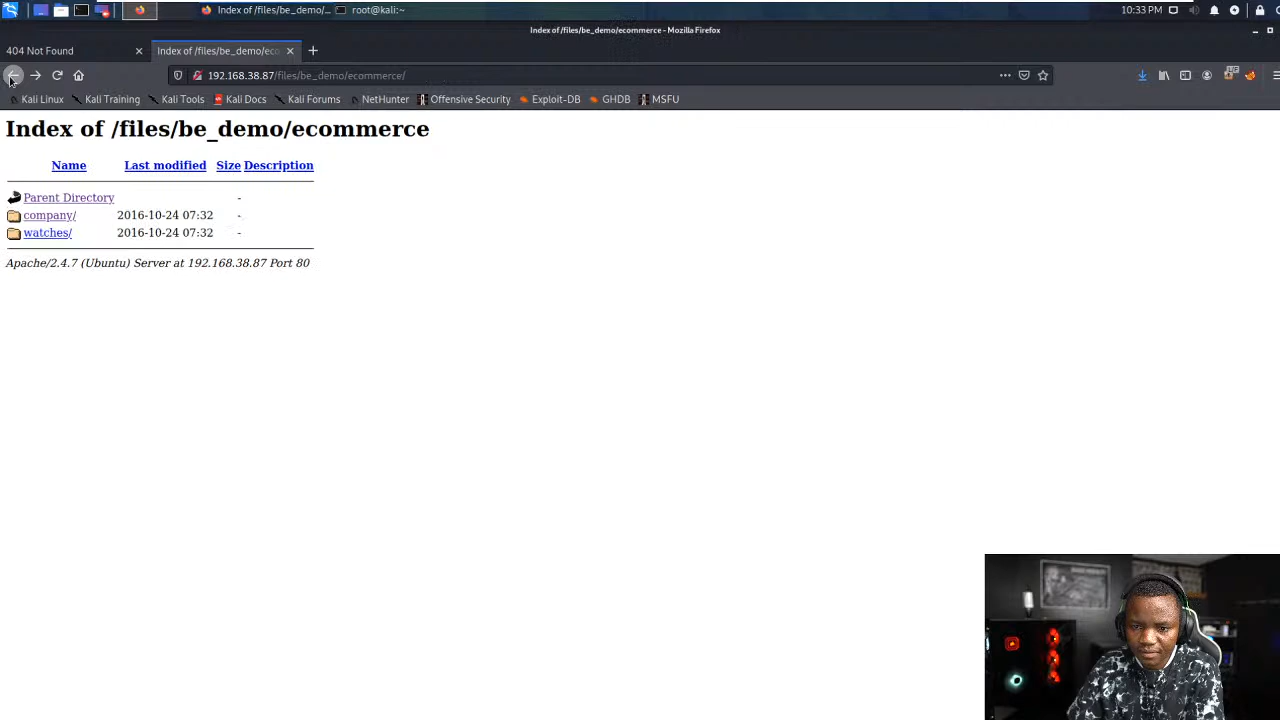 Index of /files/be_demo/...
root@kali:~
10:33 PM
Index of /files/be_demo/ecommerce - Mozilla Firefox
404 Not Found
Index of /files/be_demo/eco
192.168.38.87/files/be_demo/ecommerce/
Kali Linux
Kali Training
Kali Tools
Kali Docs
Kali Forums
NetHunter
Offensive Security
Exploit-DB
GHDB
MSFU
Index of /files/be_demo/ecommerce
Name Last modified Size Description
Parent Directory -
company/ 2016-10-24 07:32 -
watches/ 2016-10-24 07:32 -
Apache/2.4.7 (Ubuntu) Server at 192.168.38.87 Port 80